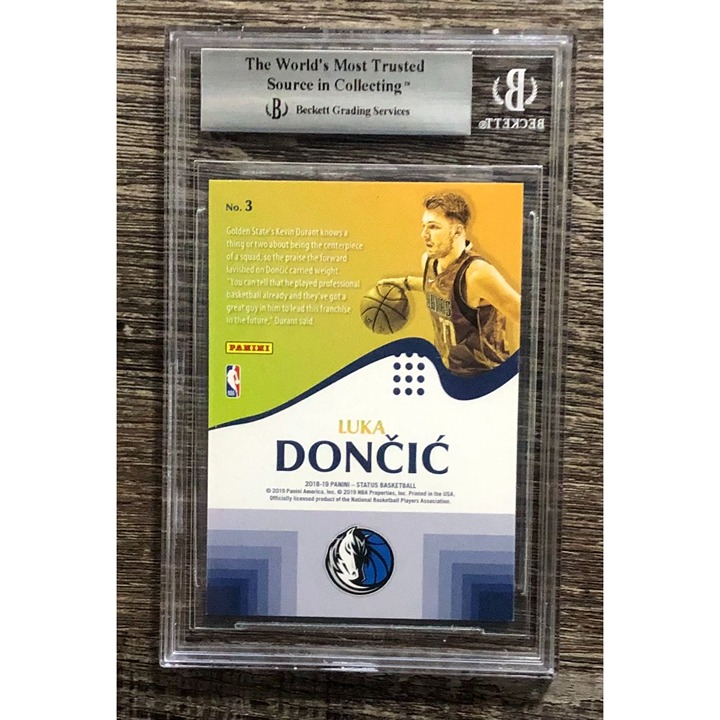 The World's Most Trusted
Source in Collecting™
B Beckett Grading Services
B
BECKETT®
No. 3
Golden State's Kevin Durant knows a
thing or two about being the centerpiece
of a squad, so the praise the forward
lavished on Dončić carried weight.
"You can tell that he played professional
basketball already and they've got a
great guy in him to lead this franchise
in the future," Durant said.
PANINI
NBA
LUKA
DONČIĆ
2018-19 PANINI – STATUS BASKETBALL
© 2019 Panini America, Inc. © 2019 NBA Properties, Inc. Printed in the USA.
Officially licensed product of the National Basketball Players Association.